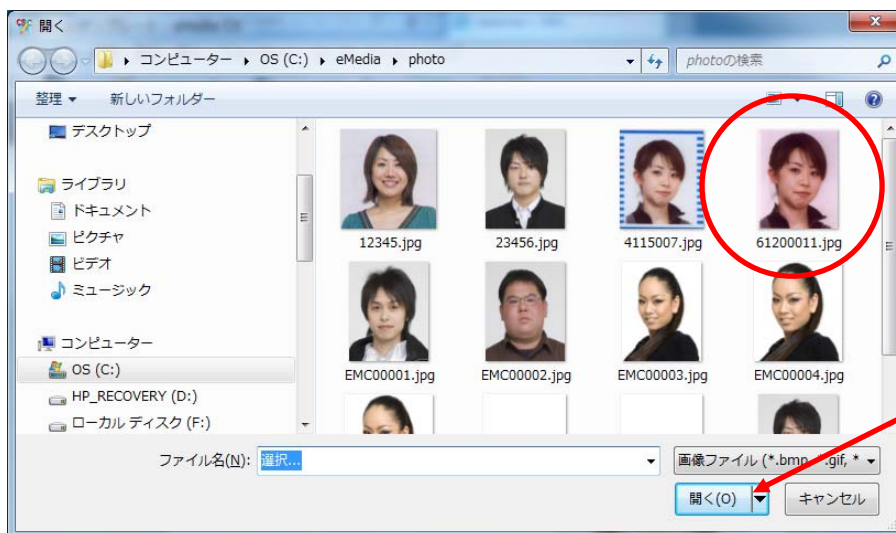 開く
コンピューター ▸ OS (C:) ▸ eMedia ▸ photo
photoの検索
整理 ▼ 新しいフォルダー
デスクトップ
ライブラリ
ドキュメント
ピクチャ
ビデオ
ミュージック
コンピューター
OS (C:)
HP_RECOVERY (D:)
ローカル ディスク (F:)
12345.jpg 23456.jpg 4115007.jpg 61200011.jpg
EMC00001.jpg EMC00002.jpg EMC00003.jpg EMC00004.jpg
ファイル名(N): 選択...
画像ファイル (*.bmp, *.gif, *
開く(O) キャンセル